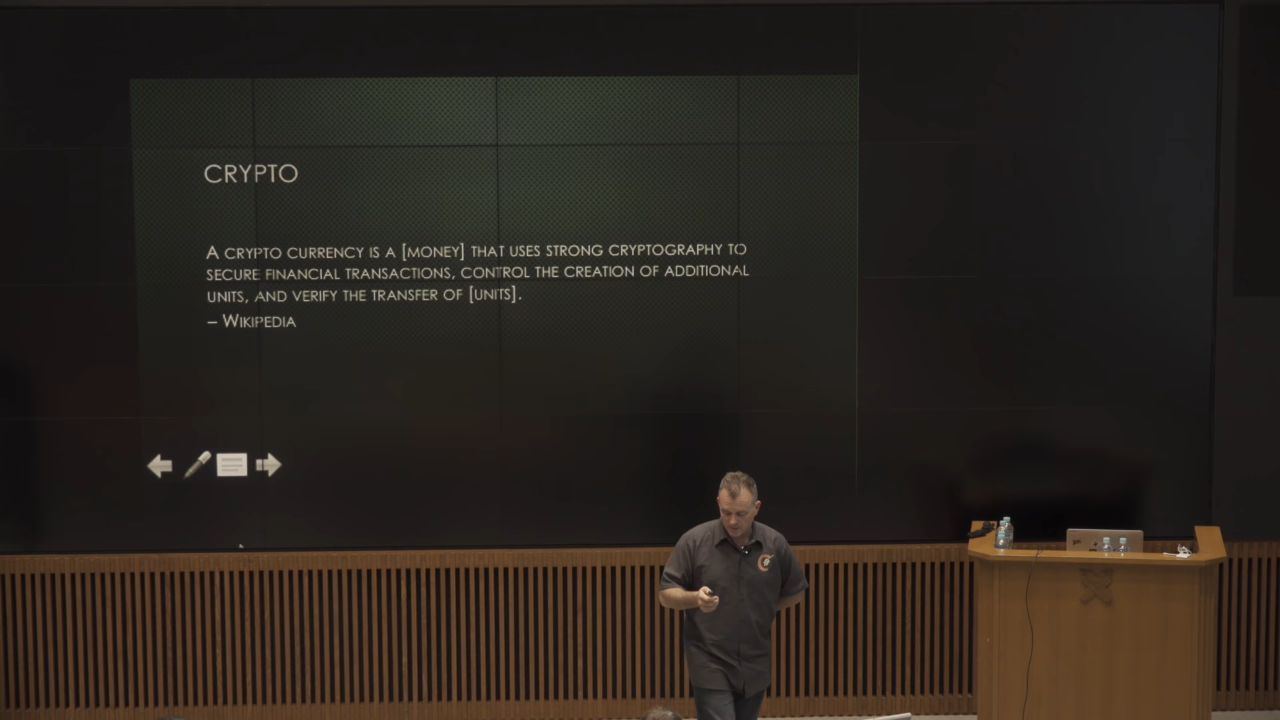 CRYPTO
A CRYPTO CURRENCY IS A [MONEY] THAT USES STRONG CRYPTOGRAPHY TO
SECURE FINANCIAL TRANSACTIONS, CONTROL THE CREATION OF ADDITIONAL
UNITS, AND VERIFY THE TRANSFER OF [UNITS].
– WIKIPEDIA